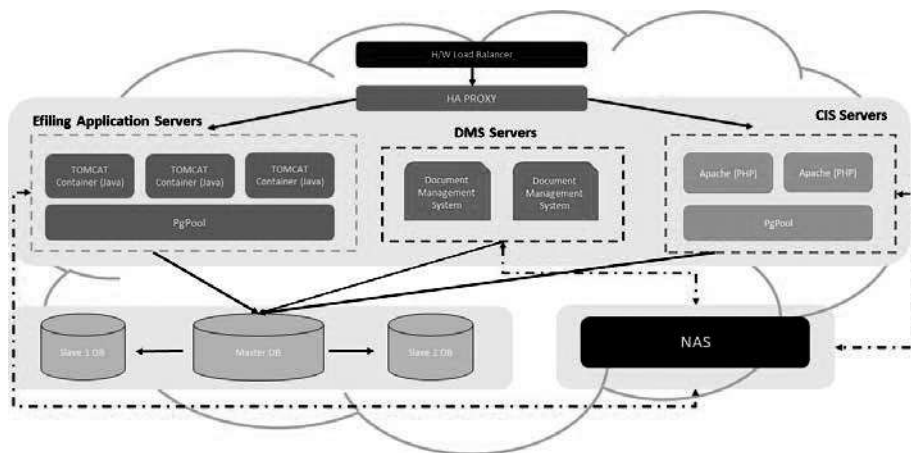 H/W Load Balancer
HA PROXY
Efiling Application Servers
DMS Servers
CIS Servers
TOMCAT
Container (Java)
TOMCAT
Container (Java)
TOMCAT
Container (Java)
PgPool
Document
Management
System
Document
Management
System
Apache (PHP)
Apache (PHP)
PgPool
Slave 1 DB
Master DB
Slave 2 DB
NAS